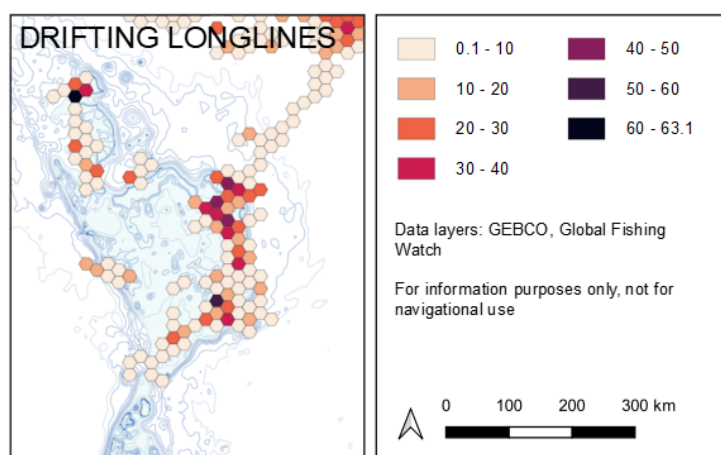 DRIFTING LONGLINES
0.1 - 10
40 - 50
10 - 20
50 - 60
20 - 30
60 - 63.1
30 - 40
Data layers: GEBCO, Global Fishing
Watch
For information purposes only, not for
navigational use
0 100 200 300 km